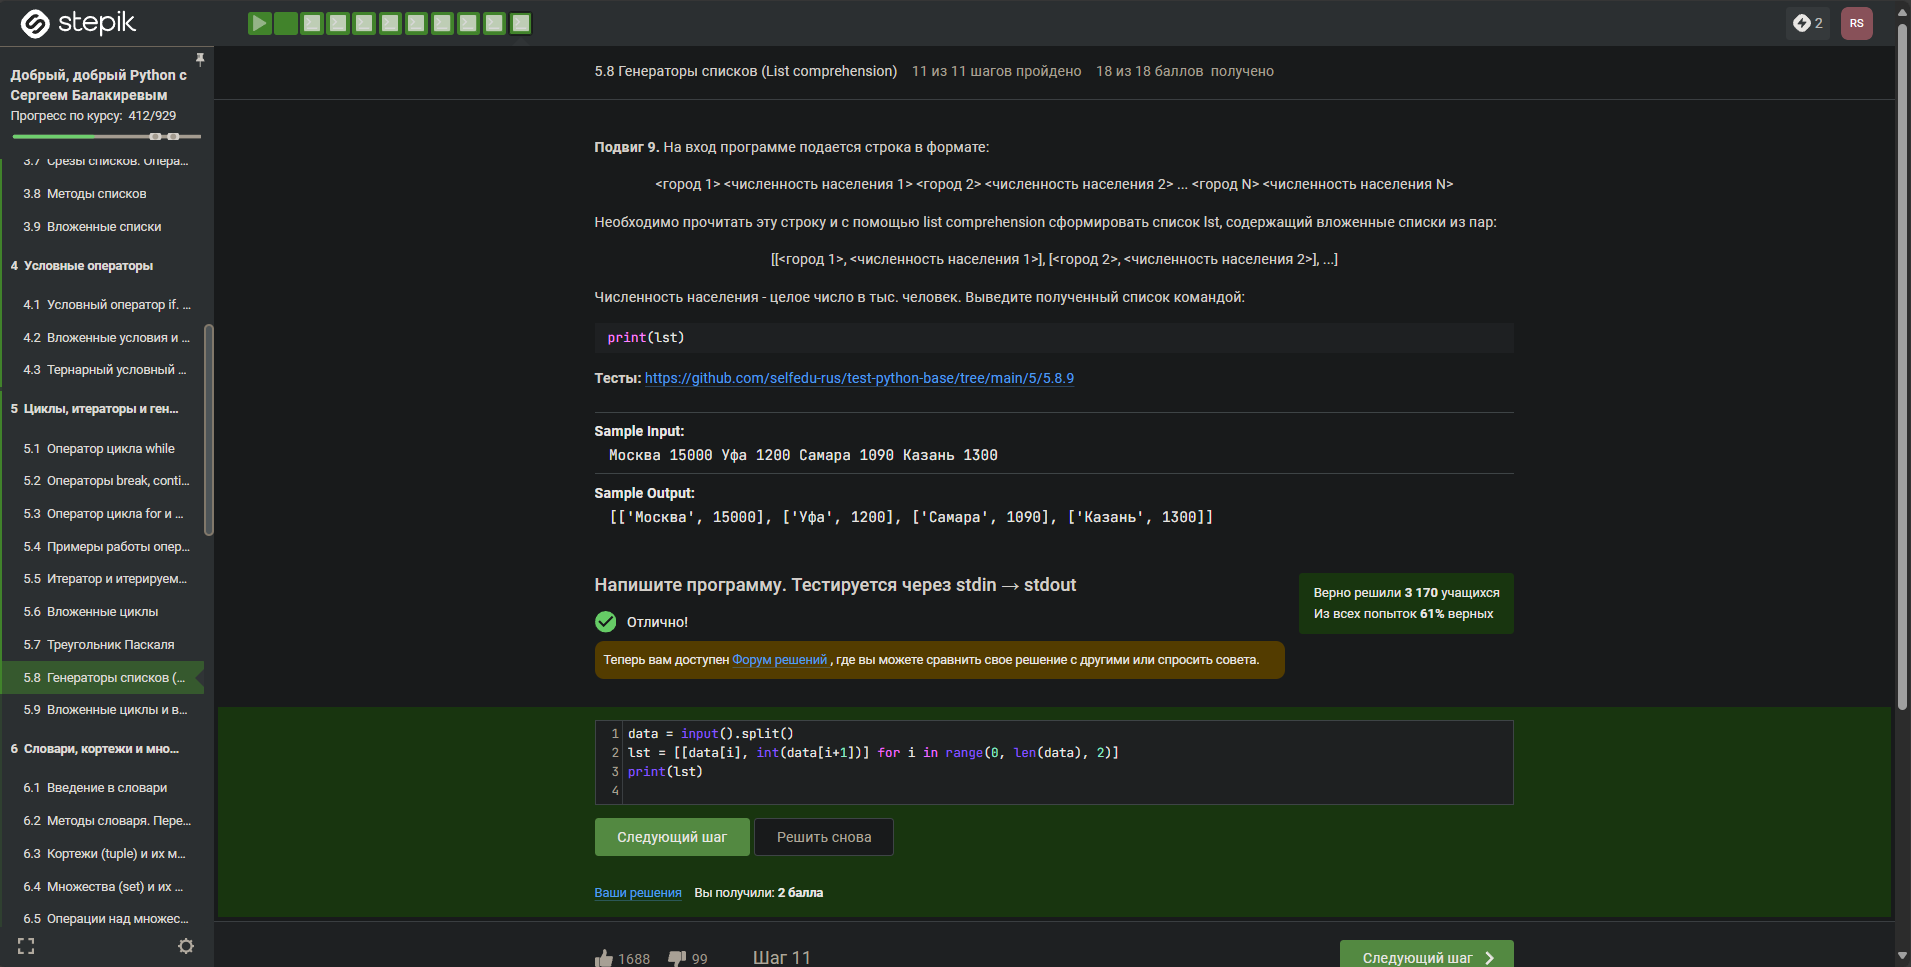 stepik
2
RS
Добрый, добрый Python с
Сергеем Балакиревым
Прогресс по курсу: 412/929
3.7 Срезы списков. Опера...
3.8 Методы списков
3.9 Вложенные списки
4 Условные операторы
4.1 Условный оператор if. ...
4.2 Вложенные условия и ...
4.3 Тернарный условный ...
5 Циклы, итераторы и ген...
5.1 Оператор цикла while
5.2 Операторы break, conti...
5.3 Оператор цикла for и ...
5.4 Примеры работы опер...
5.5 Итератор и итерируем...
5.6 Вложенные циклы
5.7 Треугольник Паскаля
5.8 Генераторы списков (...
5.9 Вложенные циклы и в...
6 Словари, кортежи и мно...
6.1 Введение в словари
6.2 Методы словаря. Пере...
6.3 Кортежи (tuple) и их м...
6.4 Множества (set) и их ...
6.5 Операции над множес...
5.8 Генераторы списков (List comprehension) 11 из 11 шагов пройдено 18 из 18 баллов получено
Подвиг 9. На вход программе подается строка в формате:
<город 1> <численность населения 1> <город 2> <численность населения 2> ... <город N> <численность населения N>
Необходимо прочитать эту строку и с помощью list comprehension сформировать список lst, содержащий вложенные списки из пар:
[[<город 1>, <численность населения 1>], [<город 2>, <численность населения 2>], ...]
Численность населения - целое число в тыс. человек. Выведите полученный список командой:
print(lst)
Тесты: https://github.com/selfedu-rus/test-python-base/tree/main/5/5.8.9
Sample Input:
Москва 15000 Уфа 1200 Самара 1090 Казань 1300
Sample Output:
[['Москва', 15000], ['Уфа', 1200], ['Самара', 1090], ['Казань', 1300]]
Напишите программу. Тестируется через stdin → stdout
Верно решили 3 170 учащихся
Из всех попыток 61% верных
Отлично!
Теперь вам доступен Форум решений , где вы можете сравнить свое решение с другими или спросить совета.
1 data = input().split()
2 lst = [[data[i], int(data[i+1])] for i in range(0, len(data), 2)]
3 print(lst)
4
Следующий шаг Решить снова
Ваши решения Вы получили: 2 балла
1688 99 Шаг 11 Следующий шаг